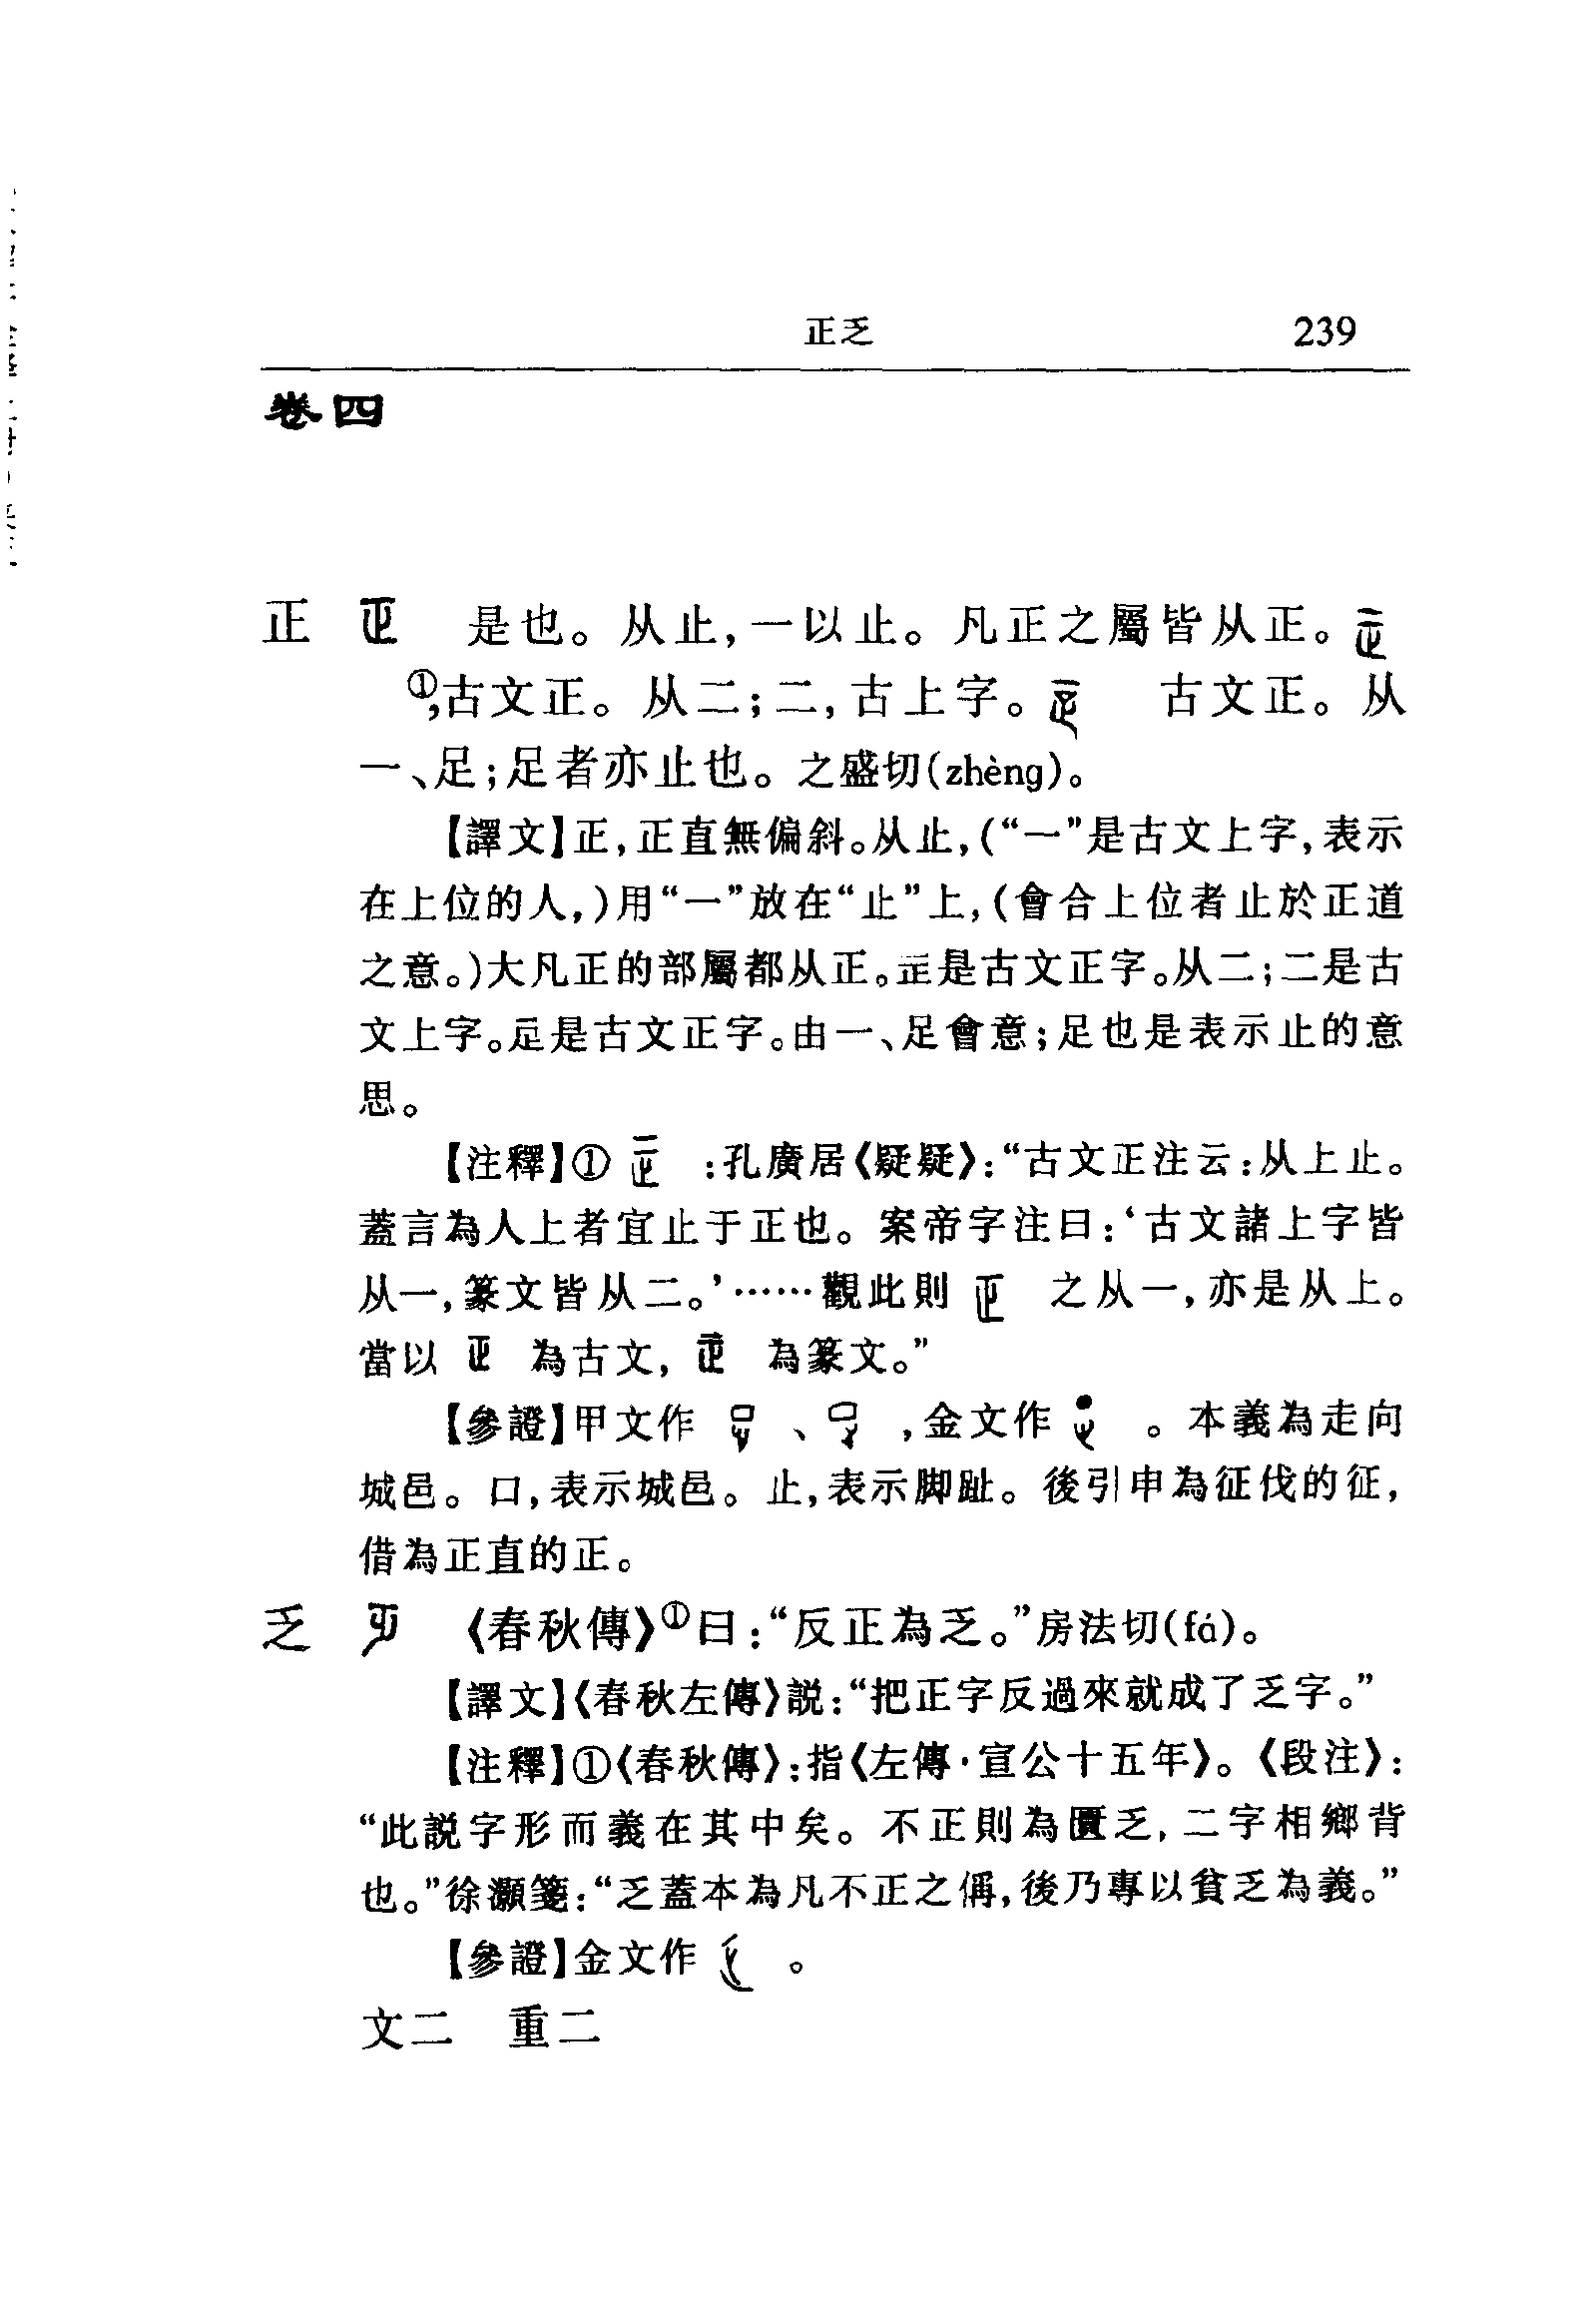 正乏 239
卷四
正 是也。从止,一以止。凡正之屬皆从正。
①,古文正。从二;二,古上字。 古文正。从
一、足;足者亦止也。之盛切(zhèng)。
【譯文】正,正直無偏斜。从止,(“一”是古文上字,表示
在上位的人,)用“一”放在“止”上,(會合上位者止於正道
之意。)大凡正的部屬都从正。𤴓是古文正字。从二;二是古
文上字。𧾷是古文正字。由一、足會意;足也是表示止的意
思。
【注釋】① :孔廣居《疑疑》:“古文正注云:从上止。
蓋言為人上者宜止于正也。案帝字注曰:‘古文諸上字皆
从一,篆文皆从二。’……觀此則 之从一,亦是从上。
當以 為古文, 為篆文。”
【參證】甲文作 、 ,金文作 。本義為走向
城邑。口,表示城邑。止,表示脚趾。後引申為征伐的征,
借為正直的正。
乏 《春秋傳》①曰:“反正為乏。”房法切(fá)。
【譯文】《春秋左傳》説:“把正字反過來就成了乏字。”
【注釋】①《春秋傳》:指《左傳·宣公十五年》。《段注》:
“此説字形而義在其中矣。不正則為匱乏,二字相鄉背
也。”徐灝箋:“乏蓋本為凡不正之偁,後乃專以貧乏為義。”
【參證】金文作 。
文二 重二